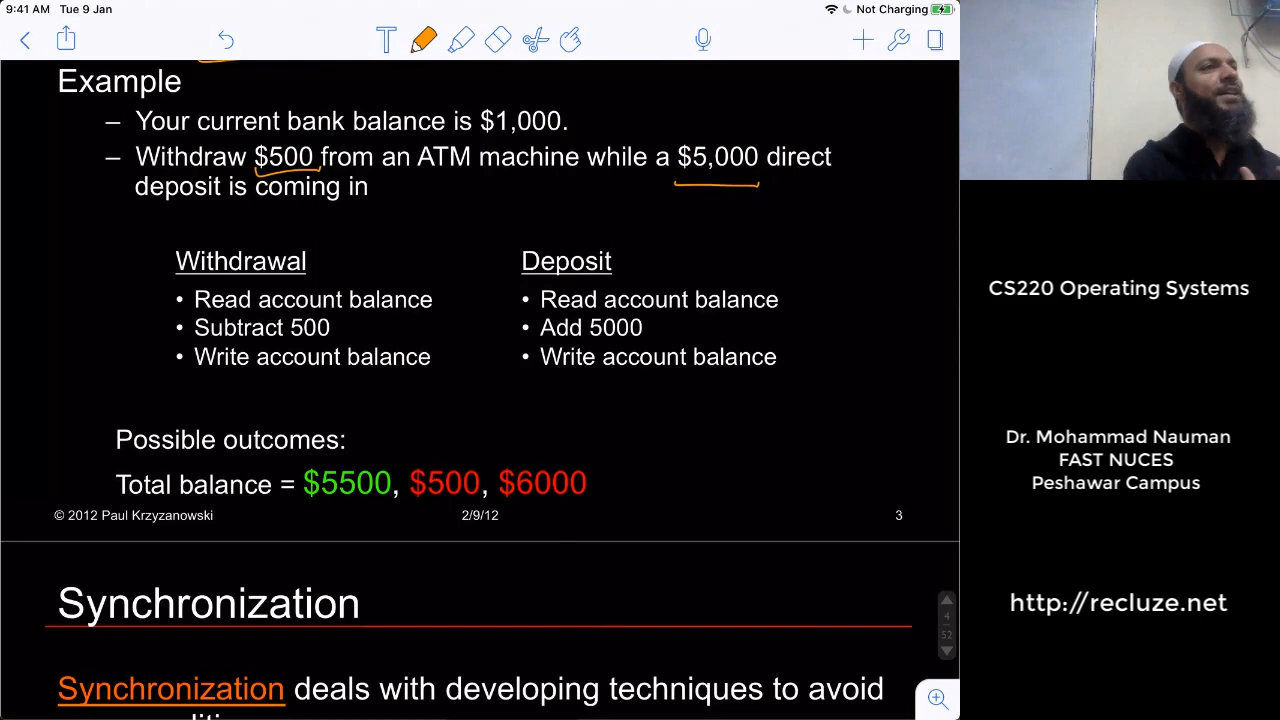 9:41 AM Tue 9 Jan
Not Charging
T
Example
– Your current bank balance is $1,000.
– Withdraw $500 from an ATM machine while a $5,000 direct
deposit is coming in
Withdrawal
• Read account balance
• Subtract 500
• Write account balance
Deposit
• Read account balance
• Add 5000
• Write account balance
Possible outcomes:
Total balance = $5500, $500, $6000
© 2012 Paul Krzyzanowski
2/9/12
3
Synchronization
Synchronization deals with developing techniques to avoid
4
52
CS220 Operating Systems
Dr. Mohammad Nauman
FAST NUCES
Peshawar Campus
http://recluze.net